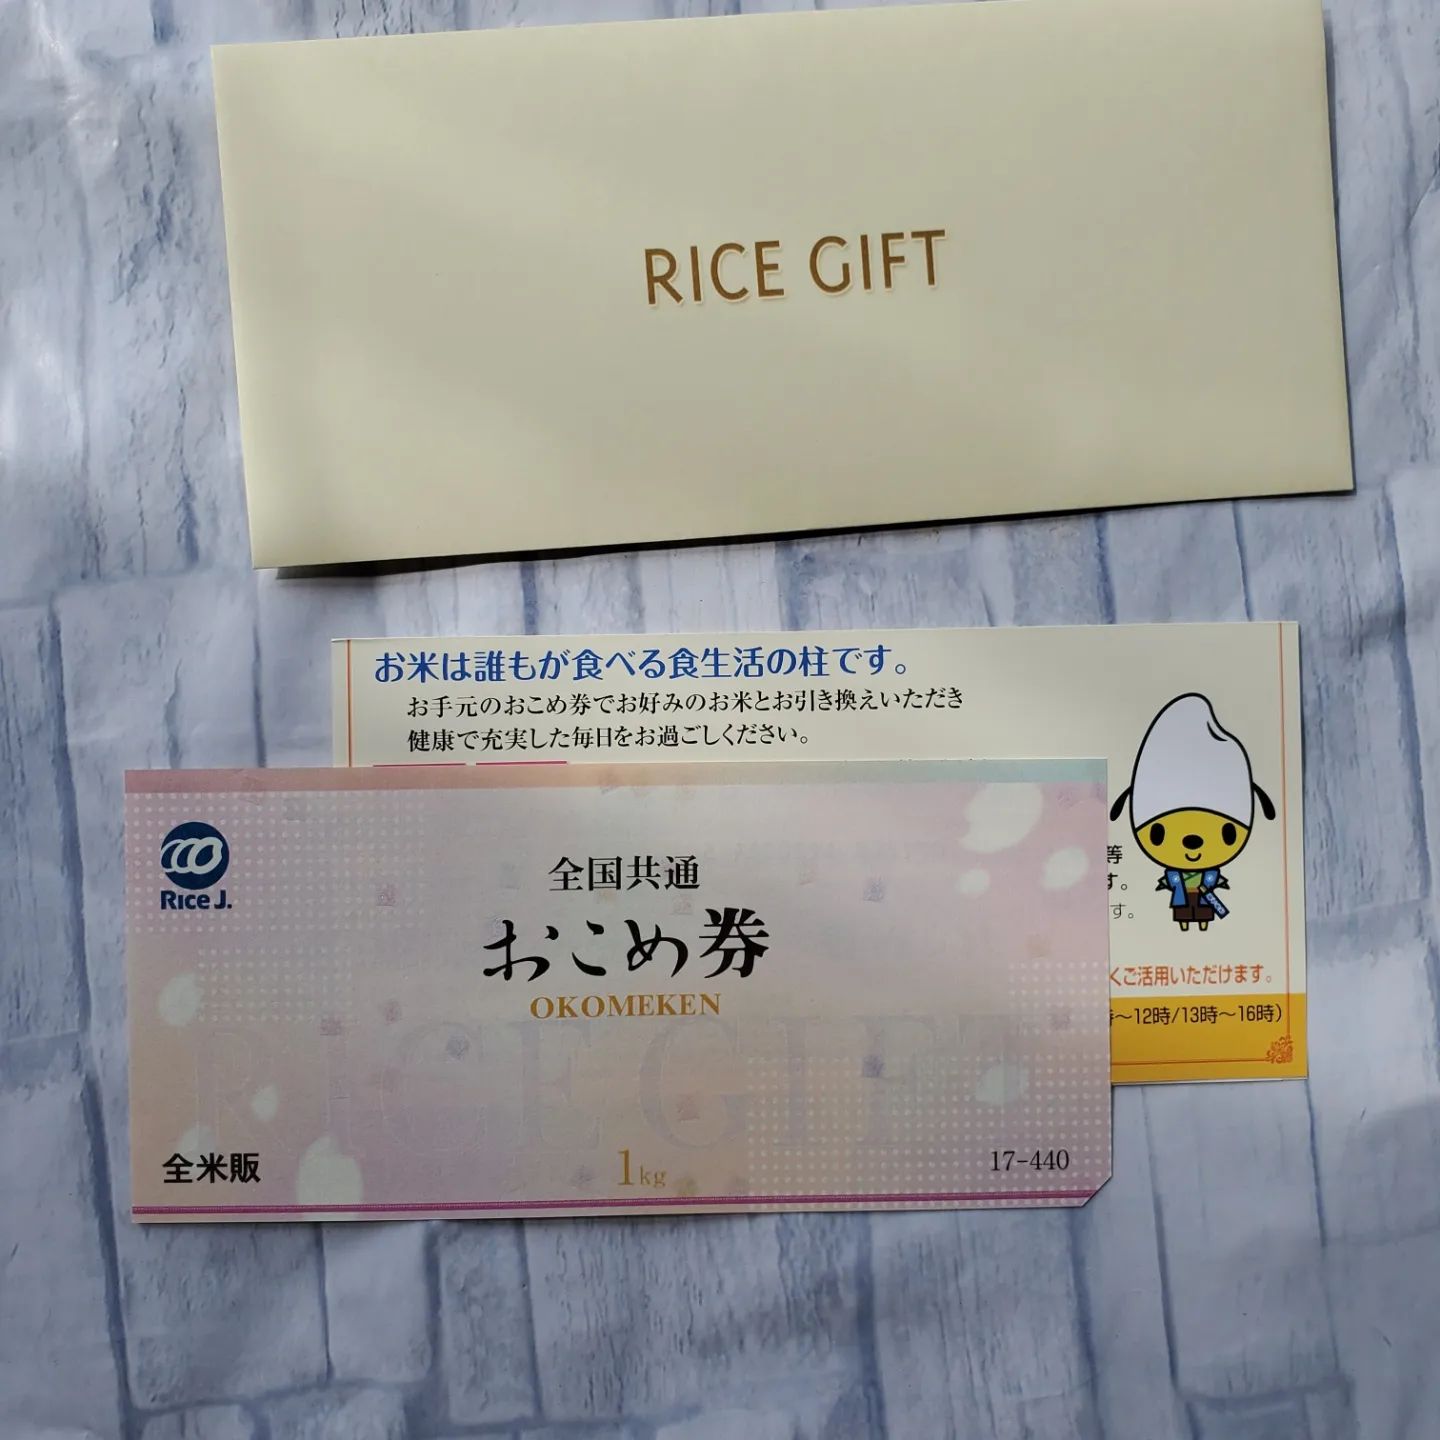 RICE GIFT
お米は誰もが食べる食生活の柱です。
お手元のおこめ券でお好みのお米とお引き換えいただき
健康で充実した毎日をお過ごしください。
等
す。
す。
くご活用いただけます。
時～12時/13時～16時)
Rice J.
全国共通
おこめ券
OKOMEKEN
RICE GIFT
全米販
1kg
17-440